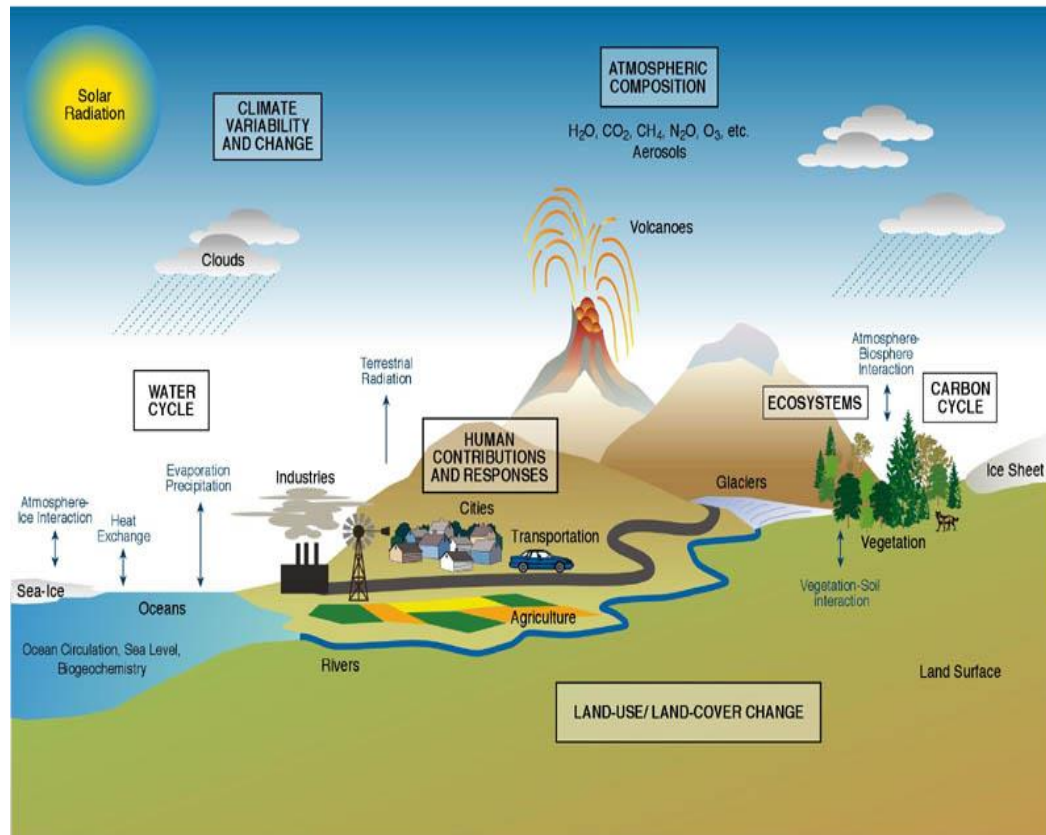 Solar
Radiation
CLIMATE
VARIABILITY
AND CHANGE
ATMOSPHERIC
COMPOSITION
H₂O, CO₂, CH₄, N₂O, O₃, etc.
Aerosols
Volcanoes
Clouds
Terrestrial
Radiation
Atmosphere-
Biosphere
Interaction
WATER
CYCLE
ECOSYSTEMS
CARBON
CYCLE
HUMAN
CONTRIBUTIONS
AND RESPONSES
Evaporation
Precipitation
Industries
Ice Sheet
Glaciers
Atmosphere-
Ice Interaction
Heat
Exchange
Cities
Transportation
Vegetation
Sea-Ice
Oceans
Vegetation-Soil
Interaction
Agriculture
Ocean Circulation, Sea Level,
Biogeochemistry
Rivers
Land Surface
LAND-USE/ LAND-COVER CHANGE